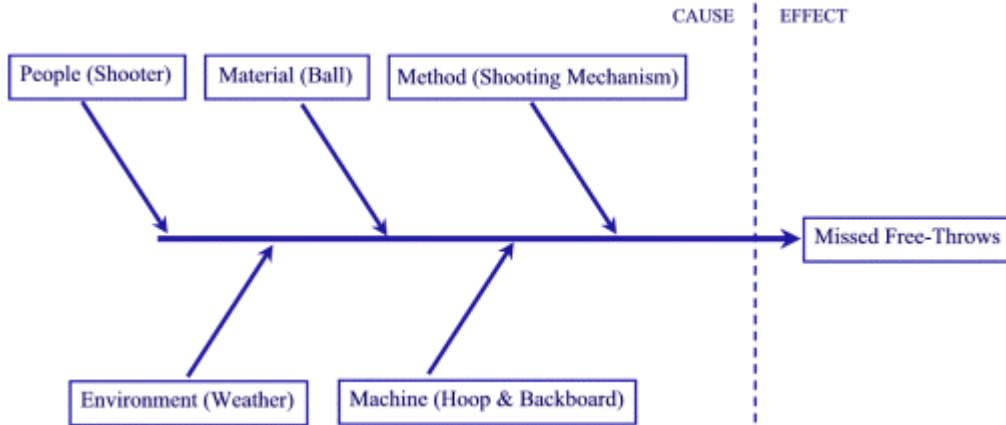 CAUSE
EFFECT
People (Shooter)
Material (Ball)
Method (Shooting Mechanism)
Missed Free-Throws
Environment (Weather)
Machine (Hoop & Backboard)